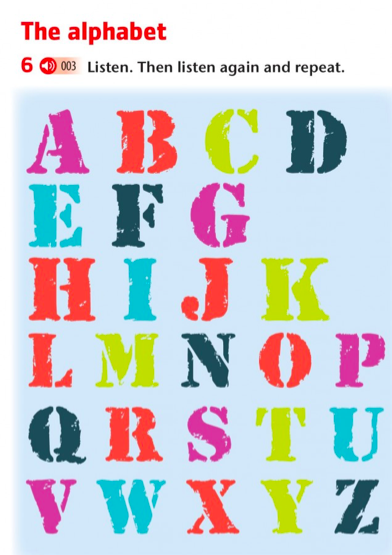 The alphabet
6 003 Listen. Then listen again and repeat.
A B C D
E F G
H I J K
L M N O P
Q R S T U
V W X Y Z